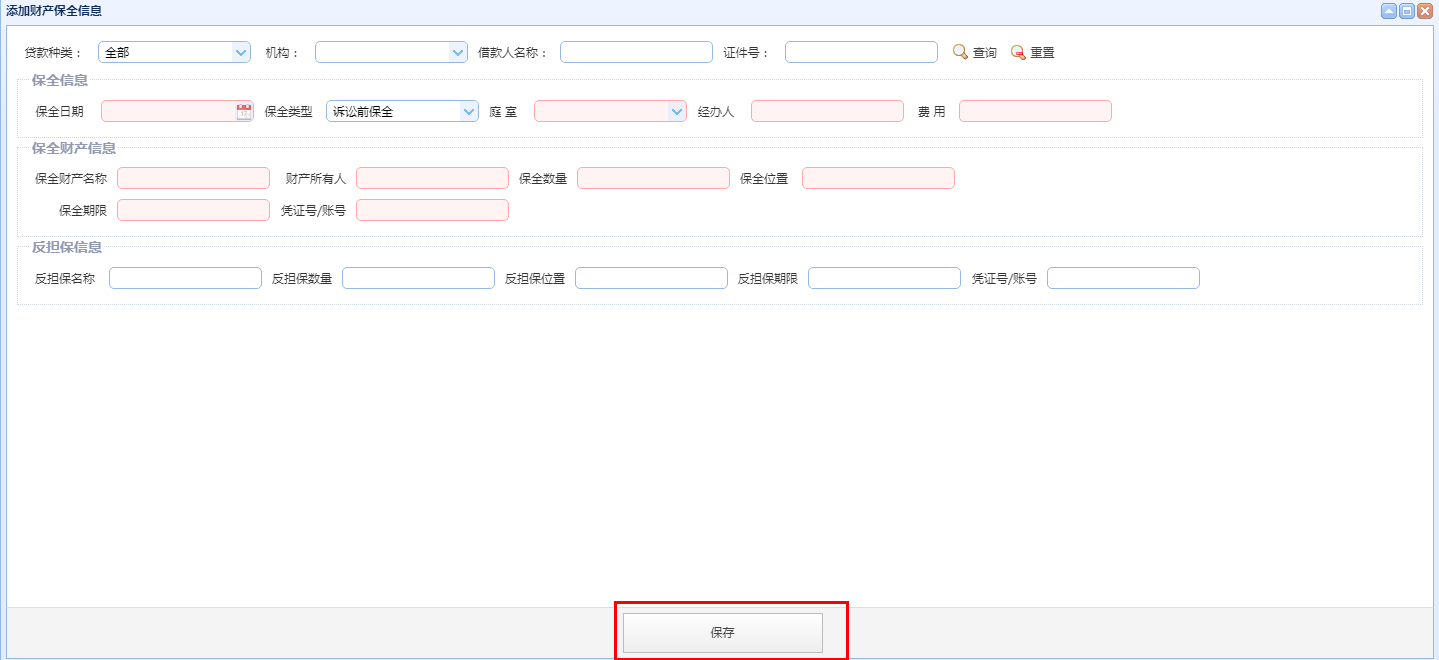 添加财产保全信息
贷款种类： 全部 机构： 借款人名称： 证件号： 查询 重置
保全信息
保全日期 保全类型 诉讼前保全 庭 室 经办人 费 用
保全财产信息
保全财产名称 财产所有人 保全数量 保全位置
保全期限 凭证号/账号
反担保信息
反担保名称 反担保数量 反担保位置 反担保期限 凭证号/账号
保存